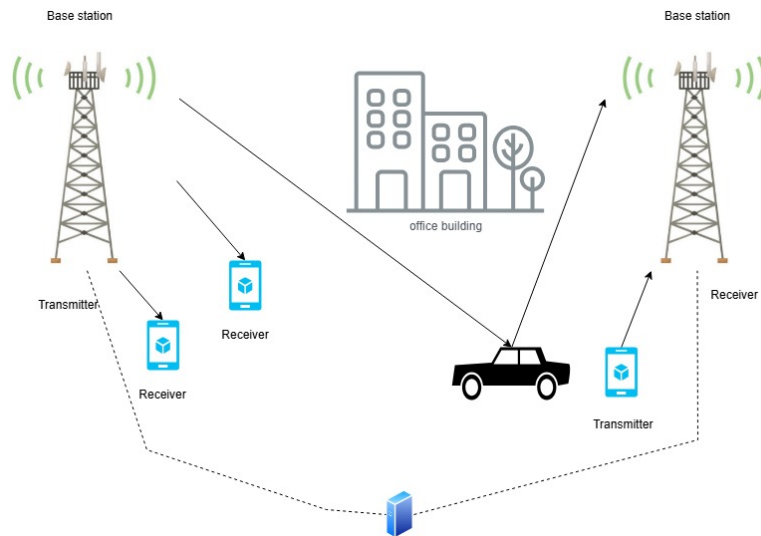 Base station
Base station
office building
Transmitter
Receiver
Receiver
Receiver
Transmitter